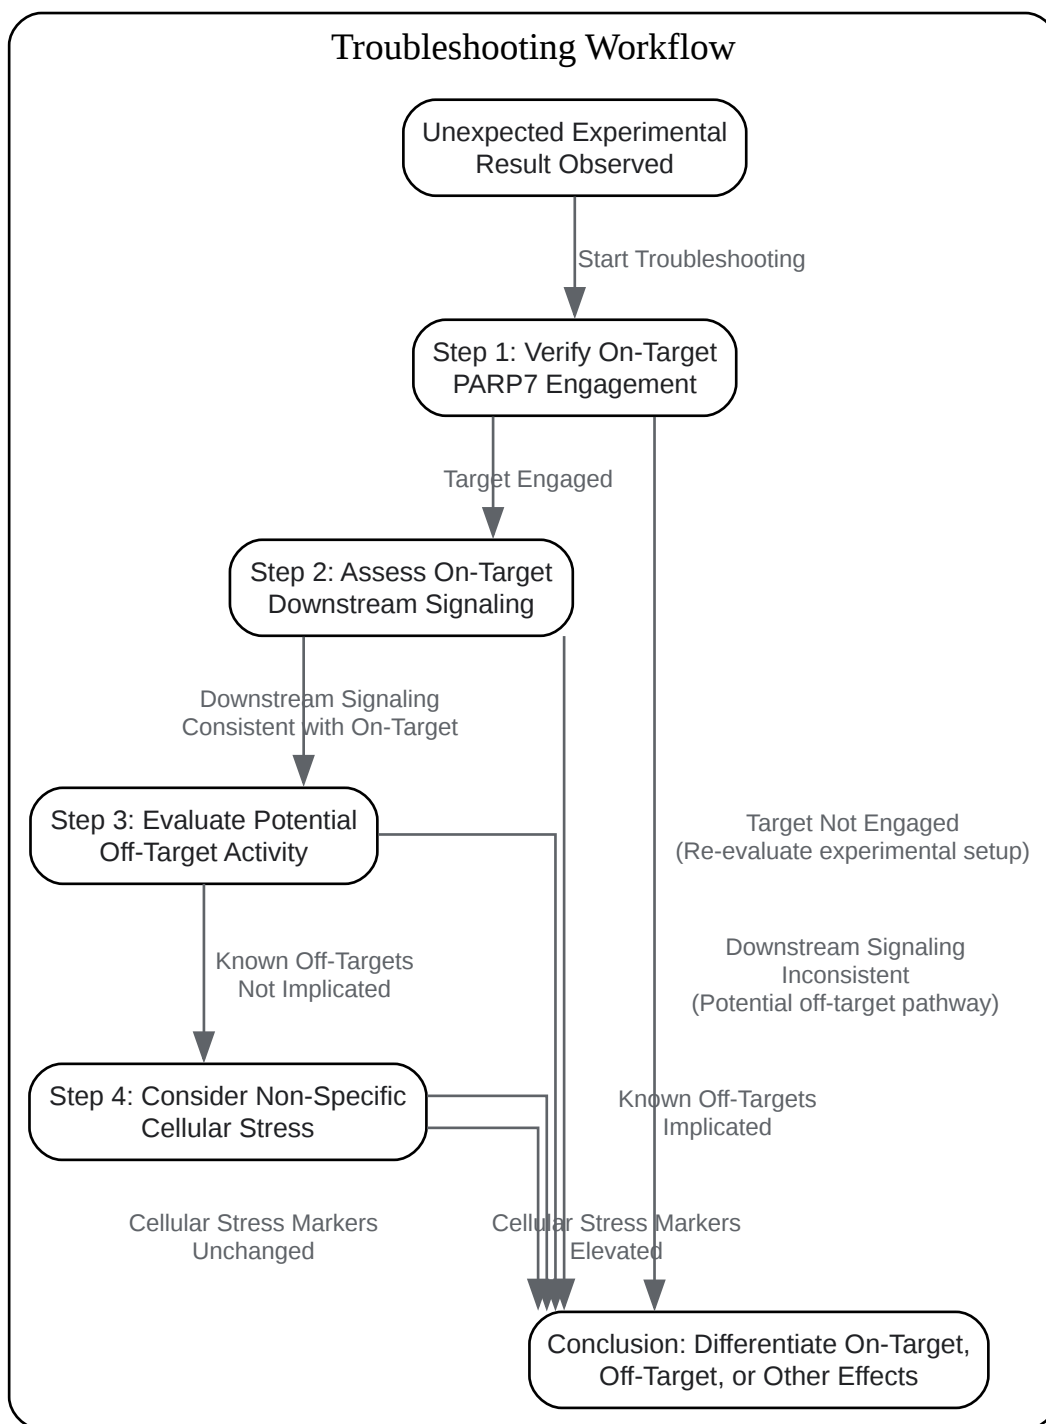 Troubleshooting Workflow
Unexpected Experimental
Result Observed
Start Troubleshooting
Step 1: Verify On-Target
PARP7 Engagement
Target Engaged
Step 2: Assess On-Target
Downstream Signaling
Downstream Signaling
Consistent with On-Target
Step 3: Evaluate Potential
Off-Target Activity
Target Not Engaged
(Re-evaluate experimental setup)
Known Off-Targets
Not Implicated
Downstream Signaling
Inconsistent
(Potential off-target pathway)
Step 4: Consider Non-Specific
Cellular Stress
Known Off-Targets
Implicated
Cellular Stress Markers
Unchanged
Cellular Stress Markers
Elevated
Conclusion: Differentiate On-Target,
Off-Target, or Other Effects